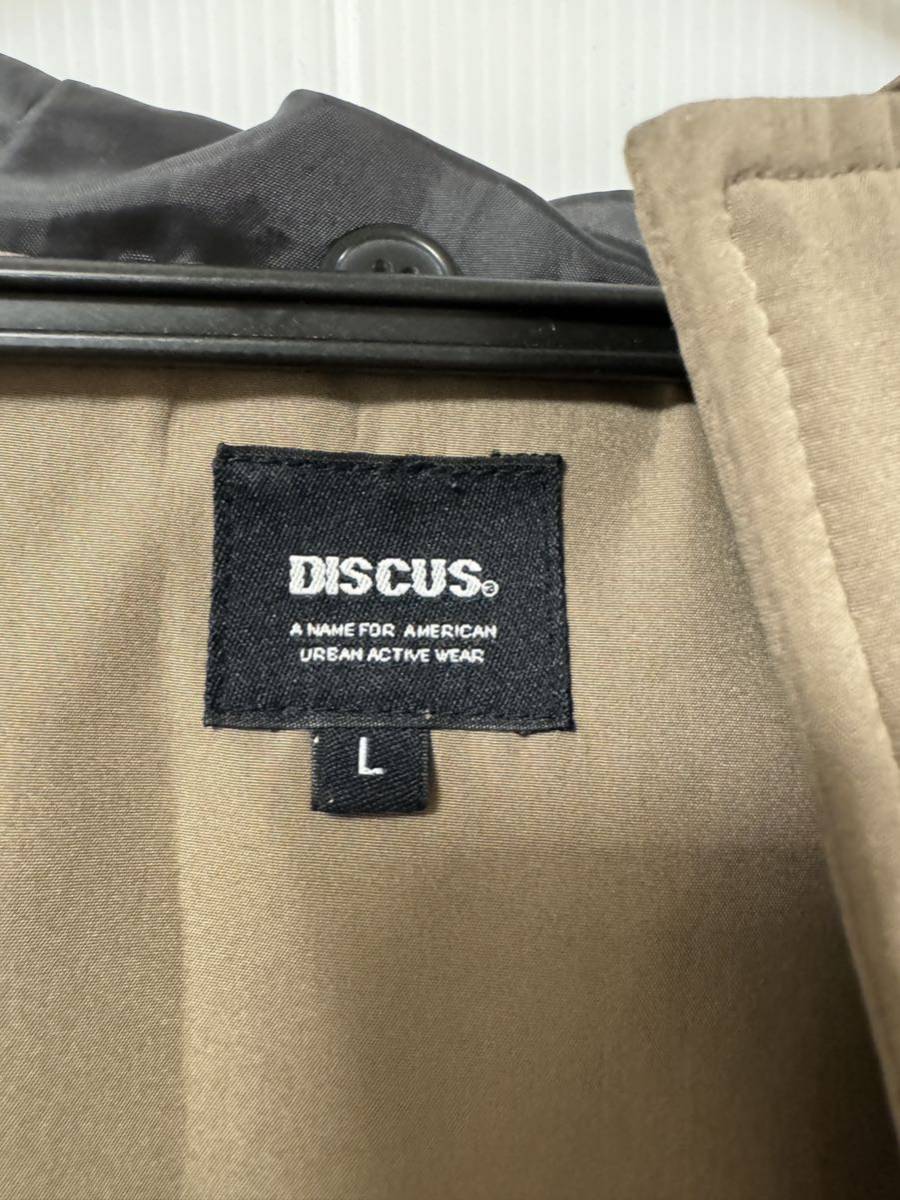 DISCUS®
A NAME FOR AMERICAN
URBAN ACTIVE WEAR
L